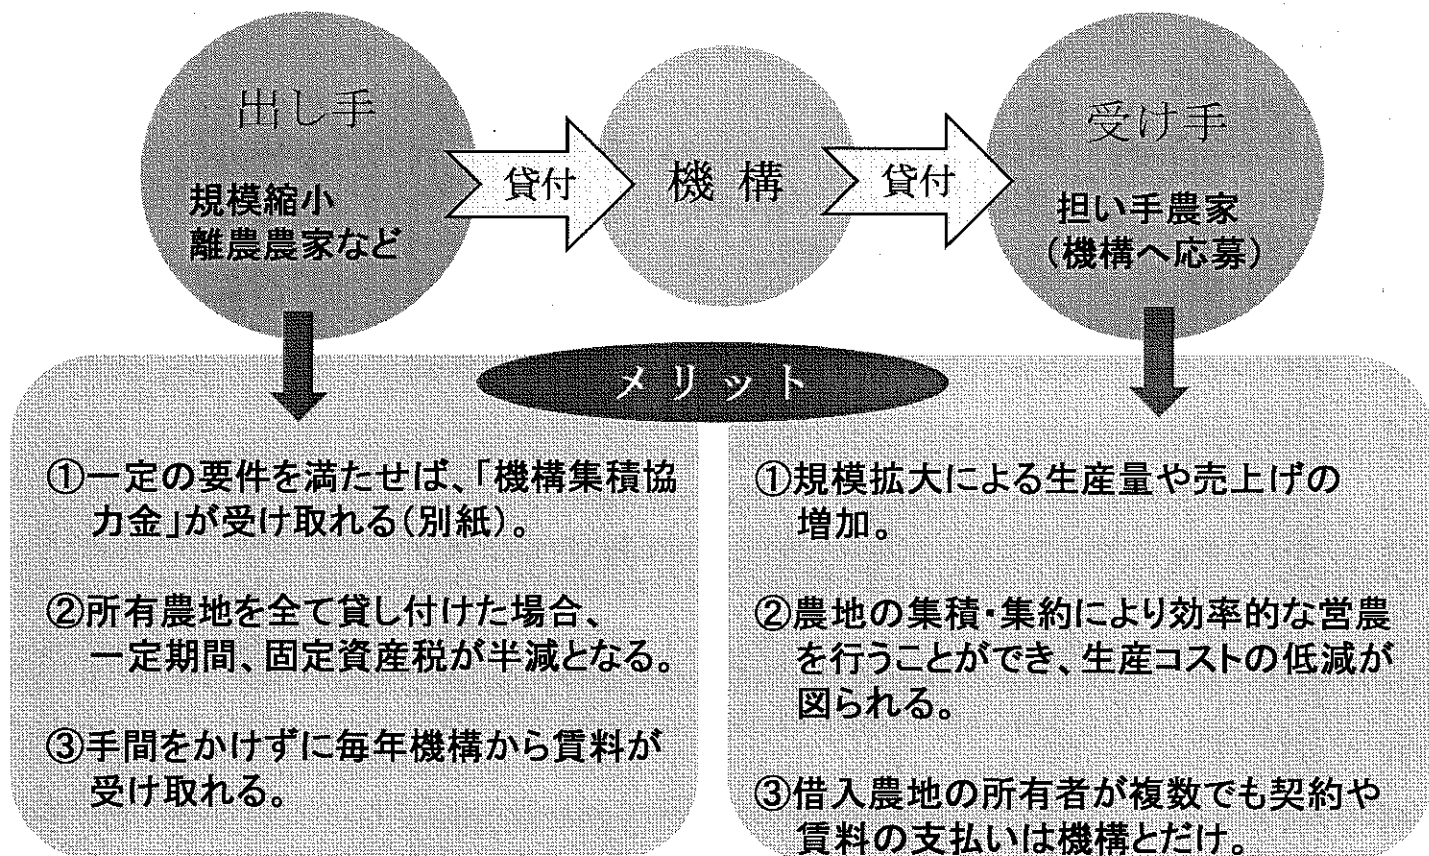 出し手
規模縮小
離農農家など
貸付
機 構
貸付
受け手
担い手農家
(機構へ応募)
メ リ ッ ト
①一定の要件を満たせば、「機構集積協
力金」が受け取れる(別紙)。
②所有農地を全て貸し付けた場合、
一定期間、固定資産税が半減となる。
③手間をかけずに毎年機構から賃料が
受け取れる。
①規模拡大による生産量や売上げの
増加。
②農地の集積・集約により効率的な営農
を行うことができ、生産コストの低減が
図られる。
③借入農地の所有者が複数でも契約や
賃料の支払いは機構とだけ。